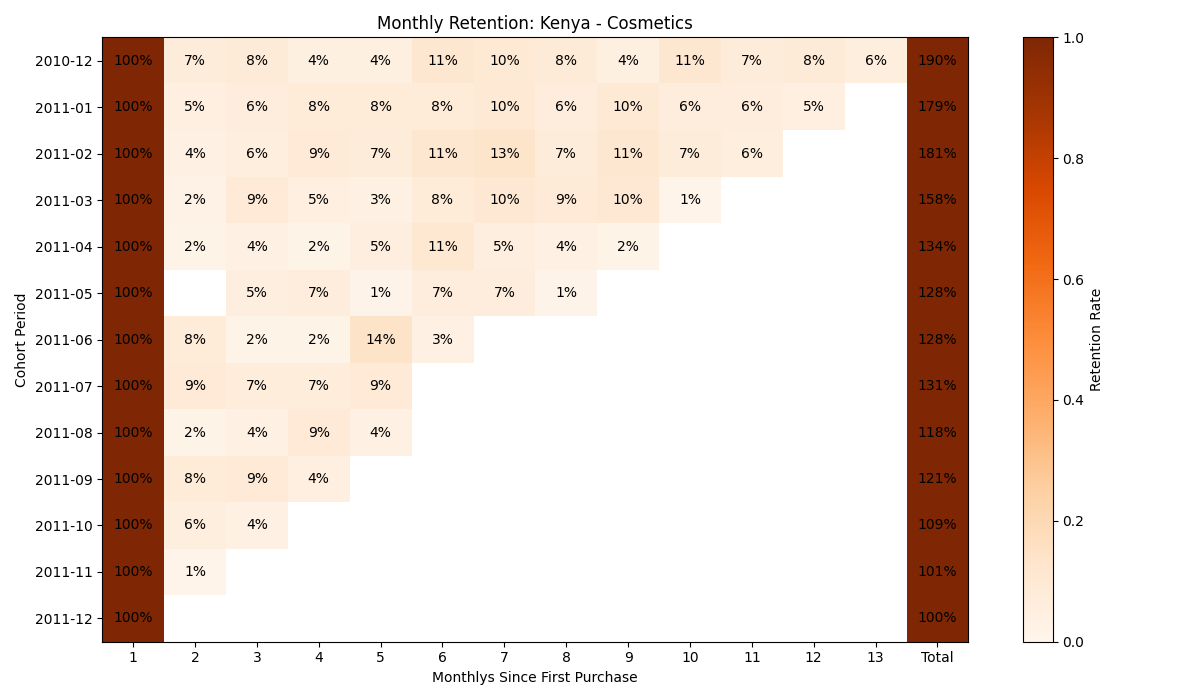 Monthly Retention: Kenya - Cosmetics
2010-12 100% 7% 8% 4% 4% 11% 10% 8% 4% 11% 7% 8% 6% 190%
2011-01 100% 5% 6% 8% 8% 8% 10% 6% 10% 6% 6% 5% 179%
2011-02 100% 4% 6% 9% 7% 11% 13% 7% 11% 7% 6% 181%
2011-03 100% 2% 9% 5% 3% 8% 10% 9% 10% 1% 158%
2011-04 100% 2% 4% 2% 5% 11% 5% 4% 2% 134%
2011-05 100% 5% 7% 1% 7% 7% 1% 128%
2011-06 100% 8% 2% 2% 14% 3% 128%
2011-07 100% 9% 7% 7% 9% 131%
2011-08 100% 2% 4% 9% 4% 118%
2011-09 100% 8% 9% 4% 121%
2011-10 100% 6% 4% 109%
2011-11 100% 1% 101%
2011-12 100% 100%
1 2 3 4 5 6 7 8 9 10 11 12 13 Total
Monthlys Since First Purchase
Cohort Period
1.0
0.8
0.6
0.4
0.2
0.0
Retention Rate